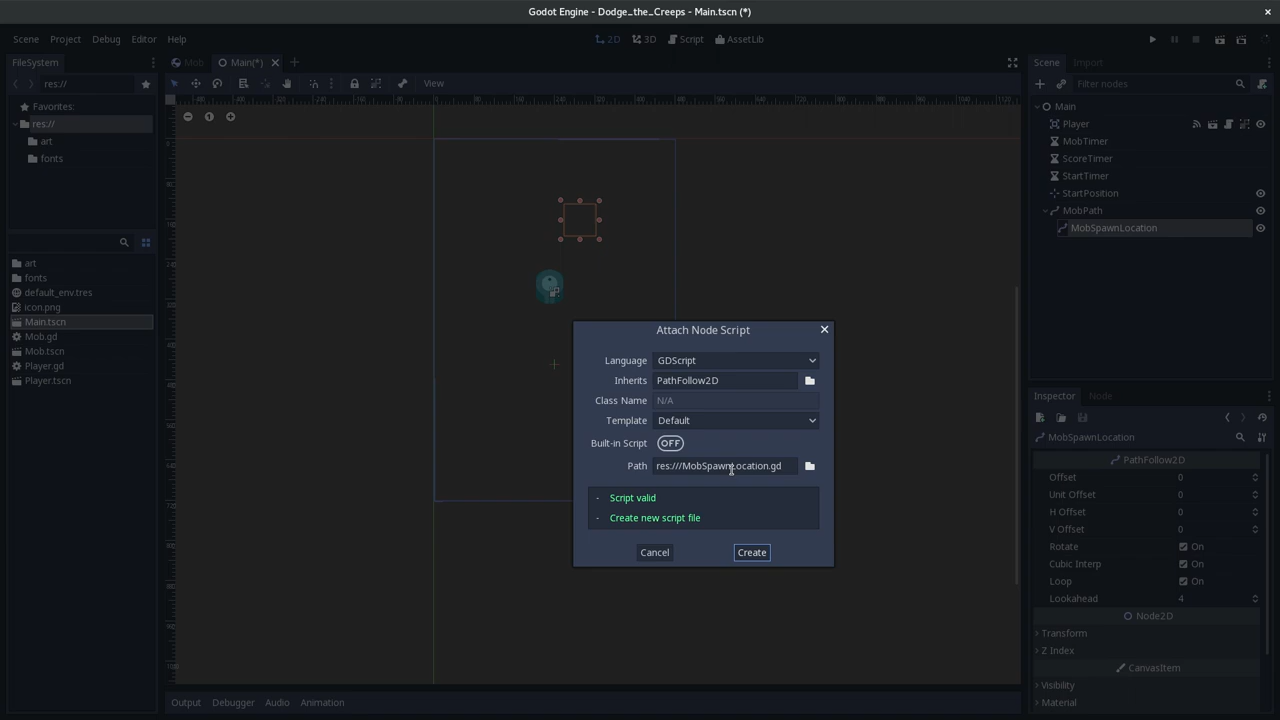 Godot Engine - Dodge_the_Creeps - Main.tscn (*)
Scene Project Debug Editor Help
2D 3D Script AssetLib
FileSystem
res://
Favorites:
res://
art
fonts
art
fonts
default_env.tres
icon.png
Main.tscn
Mob.gd
Mob.tscn
Player.gd
Player.tscn
Mob Main(*)
View
Attach Node Script
Language GDScript
Inherits PathFollow2D
Class Name N/A
Template Default
Built-in Script OFF
Path res:///MobSpawnLocation.gd
- Script valid
- Create new script file
Cancel Create
Output Debugger Audio Animation
Scene Import
Filter nodes
Main
Player
MobTimer
ScoreTimer
StartTimer
StartPosition
MobPath
MobSpawnLocation
Inspector Node
MobSpawnLocation
PathFollow2D
Offset 0
Unit Offset 0
H Offset 0
V Offset 0
Rotate On
Cubic Interp On
Loop On
Lookahead 4
Node2D
Transform
Z Index
CanvasItem
Visibility
Material